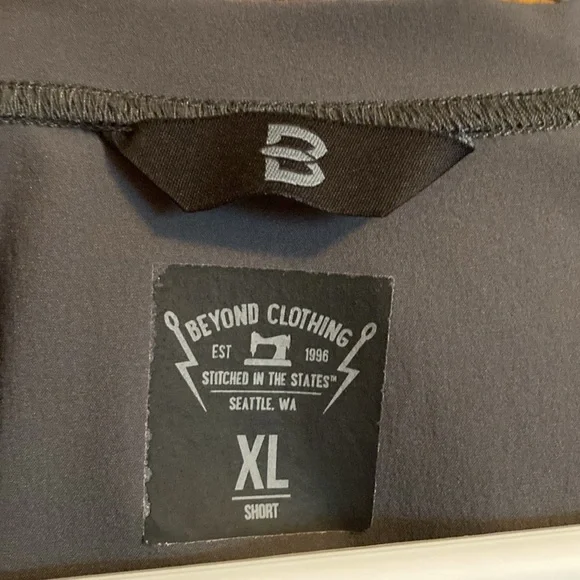 B
BEYOND CLOTHING
EST 1996
STITCHED IN THE STATES™
SEATTLE, WA
XL
SHORT